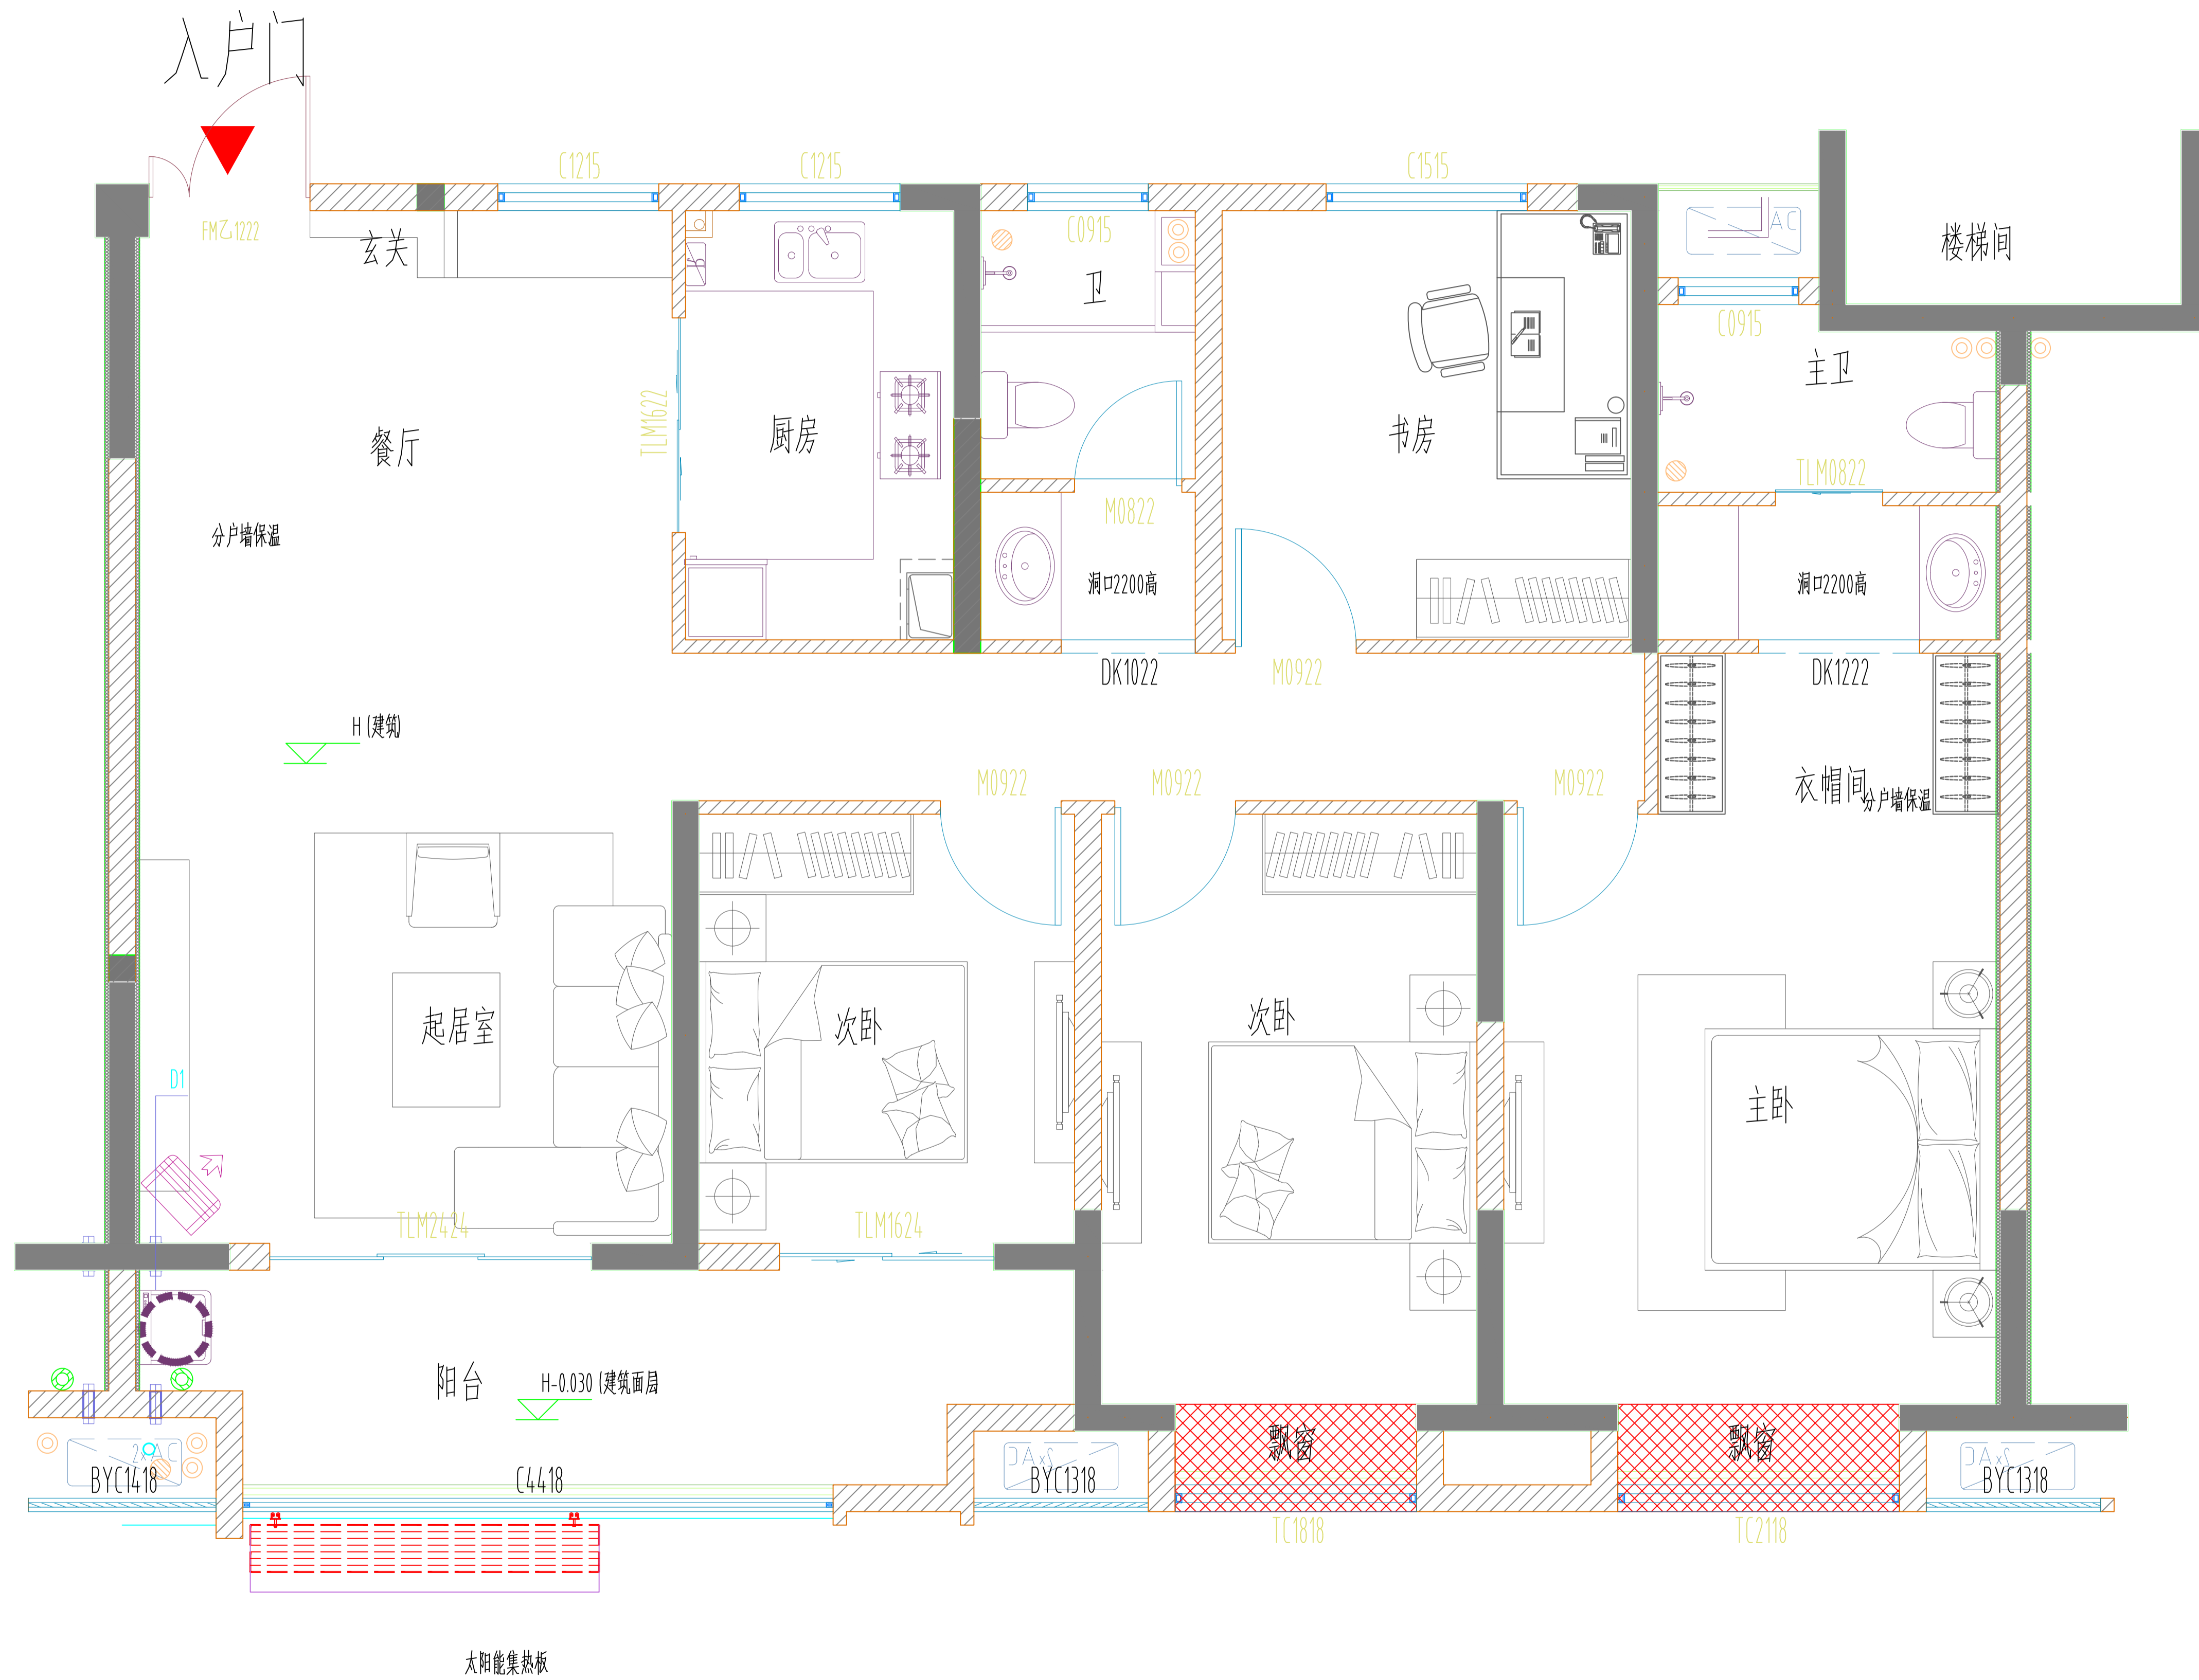 入户门
C1215
C1215
C1515
FM乙1222
玄关
C0915
AC
楼梯间
卫
C0915
主卫
TLM1622
餐厅
厨房
书房
TLM0822
M0822
分户墙保温
洞口2200高
洞口2200高
DK1022
M0922
DK1222
H (建筑)
M0922
M0922
M0922
衣帽间
分户墙保温
起居室
次卧
次卧
D1
主卧
TLM2424
TLM1624
阳台
H-0.030 (建筑面层)
飘窗
飘窗
2xAC
2xAC
2xAC
BYC1418
C4418
BYC1318
BYC1318
TC1818
TC2118
太阳能集热板